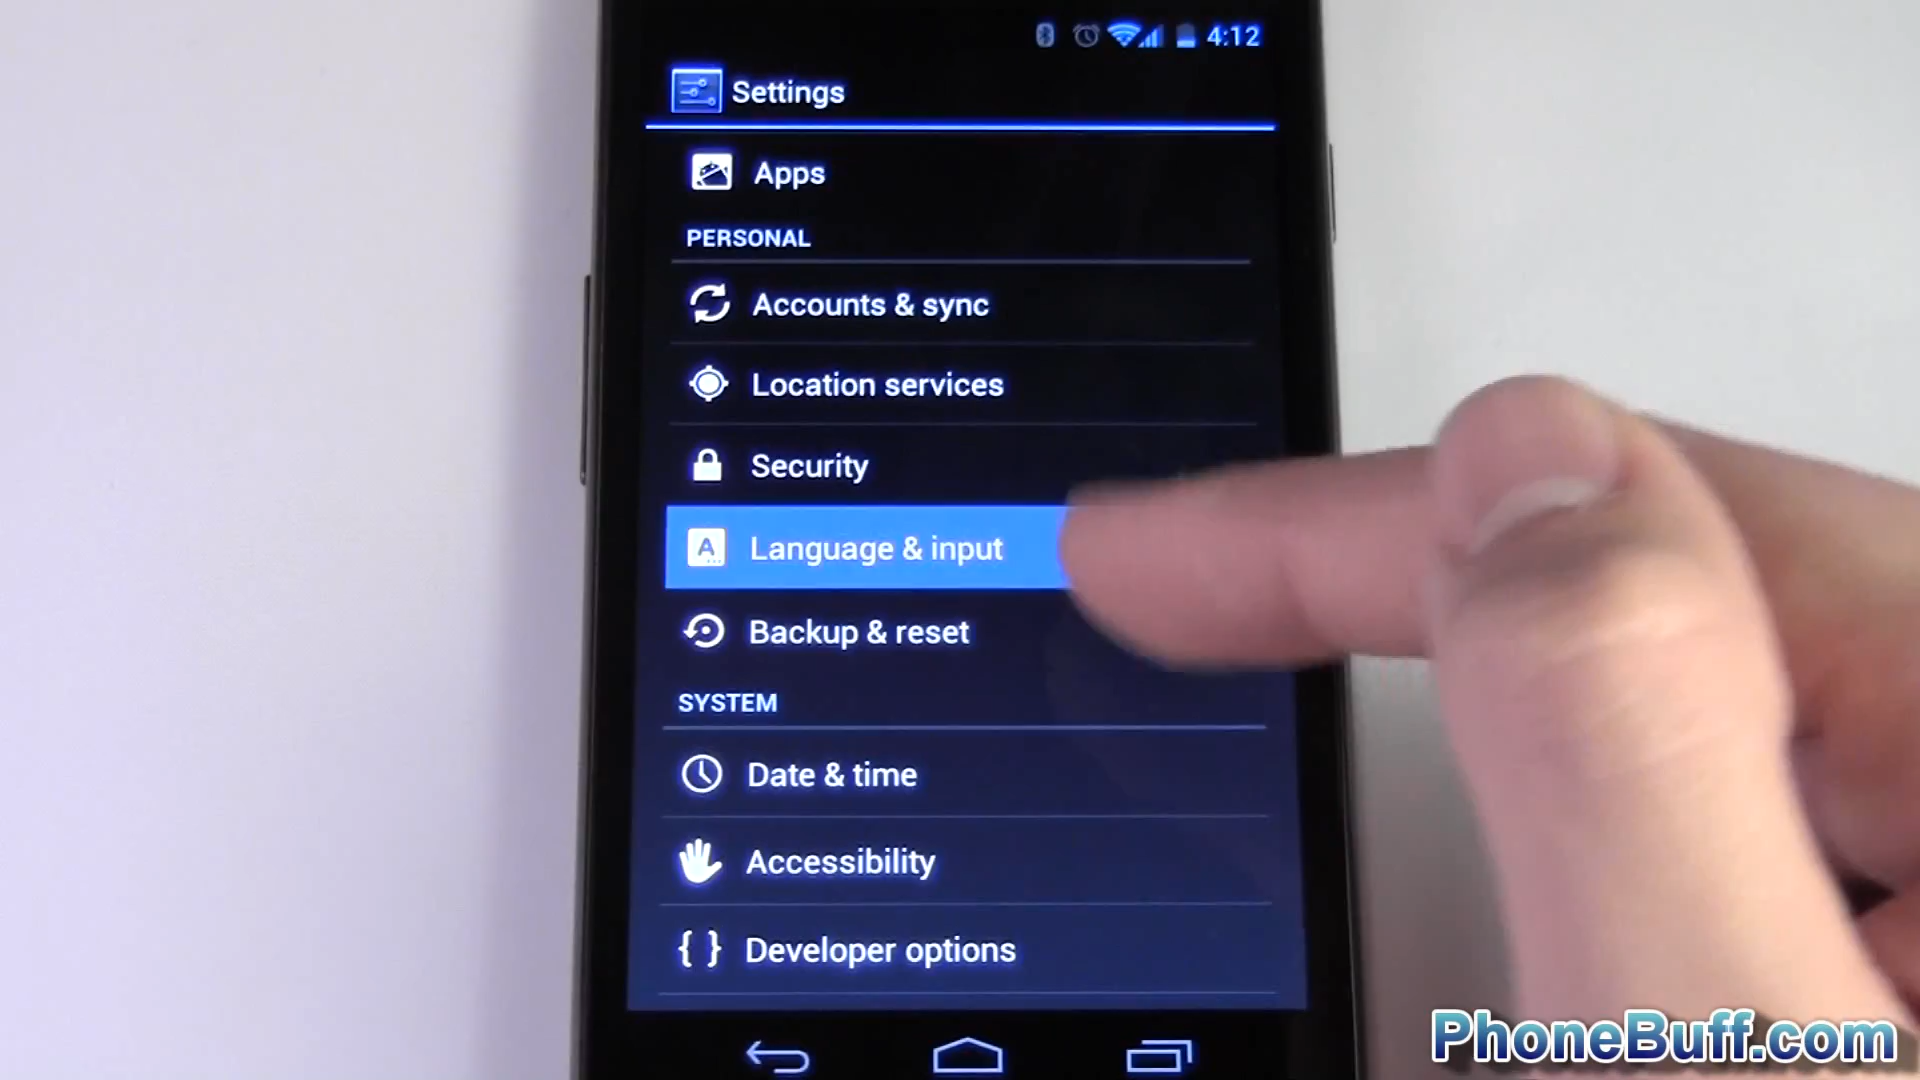 4:12
Settings
Apps
PERSONAL
Accounts & sync
Location services
Security
Language & input
Backup & reset
SYSTEM
Date & time
Accessibility
{ } Developer options
PhoneBuff.com